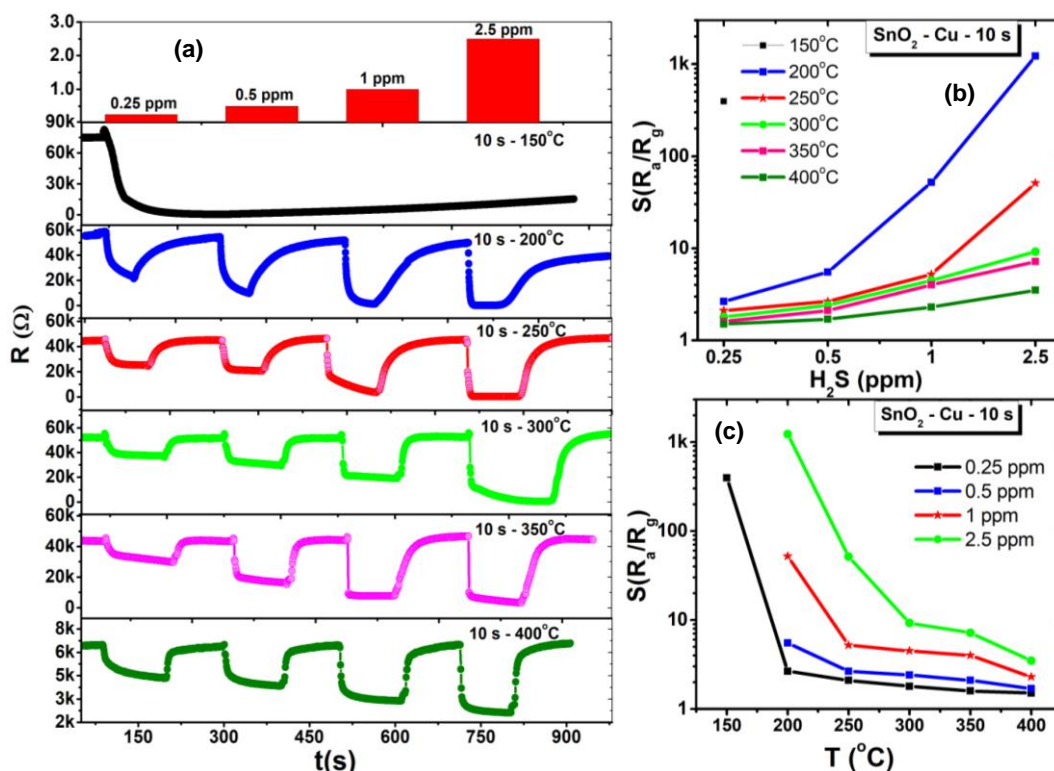 (a)
3.0
2.5
2.0
1.5
1.0
0.25 ppm
0.5 ppm
1 ppm
2.5 ppm
90k
60k
30k
0
10 s - 150°C
60k
40k
20k
0
10 s - 200°C
60k
40k
20k
0
10 s - 250°C
60k
40k
20k
0
10 s - 300°C
60k
40k
20k
0
10 s - 350°C
8k
6k
5k
3k
2k
10 s - 400°C
R (Ω)
150 300 450 600 750 900
t(s)
(b)
SnO₂ - Cu - 10 s
150°C
200°C
250°C
300°C
350°C
400°C
1k
100
10
1
S(Rₐ/R_g)
0.25 0.5 1 2.5
H₂S (ppm)
(c)
SnO₂ - Cu - 10 s
0.25 ppm
0.5 ppm
1 ppm
2.5 ppm
1k
100
10
1
S(Rₐ/R_g)
150 200 250 300 350 400
T (°C)